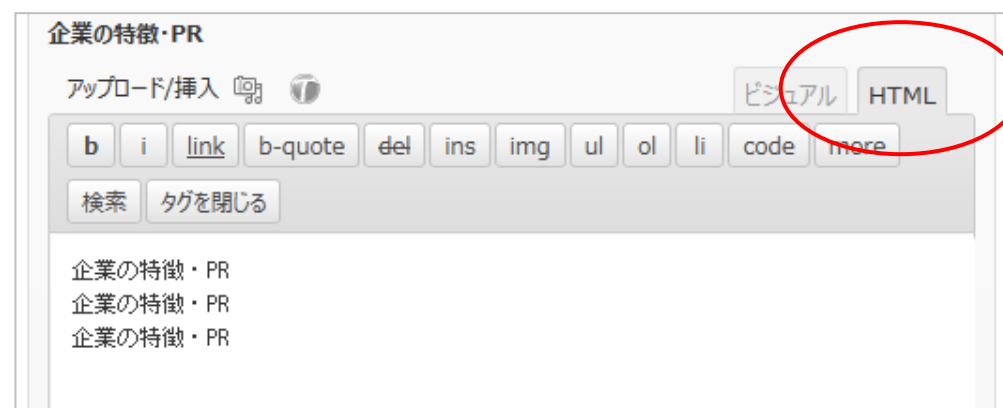 企業の特徴・PR
アップロード/挿入
ビジュアル HTML
b i link b-quote del ins img ul ol li code more
検索 タグを閉じる
企業の特徴・PR
企業の特徴・PR
企業の特徴・PR